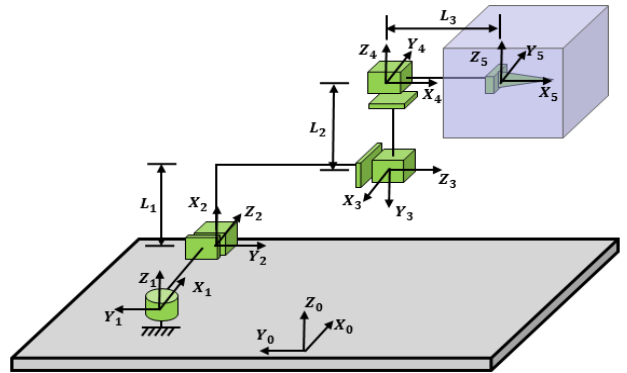 L₃
Z₄
Y₄
Z₅
Y₅
X₄
X₅
L₂
L₁
X₂
Z₂
Z₃
X₃
Y₃
Y₂
Z₁
X₁
Y₁
Z₀
X₀
Y₀